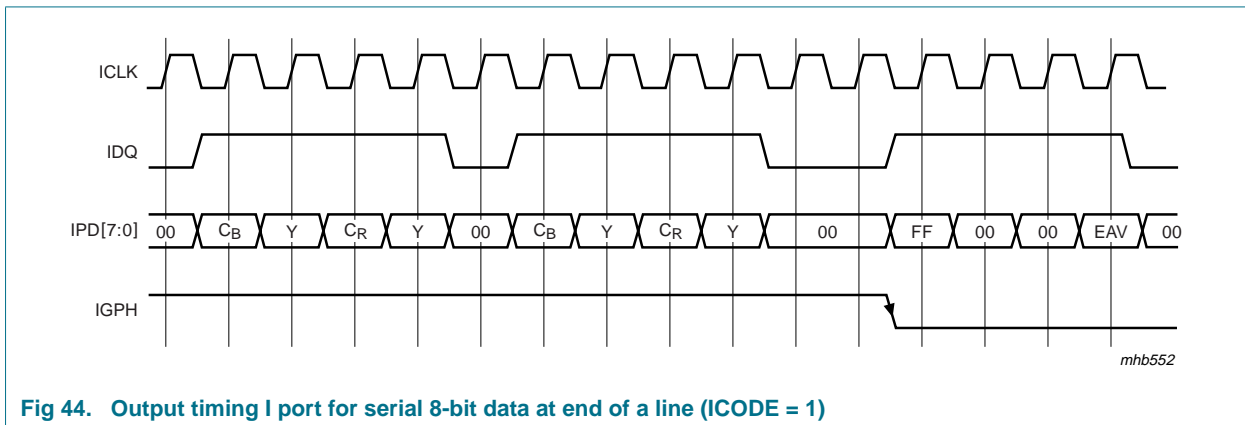 ICLK
IDQ
IPD[7:0] 00 CB Y CR Y 00 CB Y CR Y 00 FF 00 00 EAV 00
IGPH
mhb552
Fig 44. Output timing I port for serial 8-bit data at end of a line (ICODE = 1)